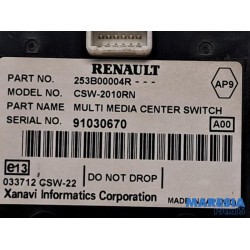 RENAULT
PART NO. 253B00004R - - -
AP9
MODEL NO. CSW-2010RN
PART NAME MULTI MEDIA CENTER SWITCH
SERIAL NO. 91030670
A00
e13
DO NOT DROP
033712 CSW-22
Xanavi Informatics Corporation
MADE
MARESIA